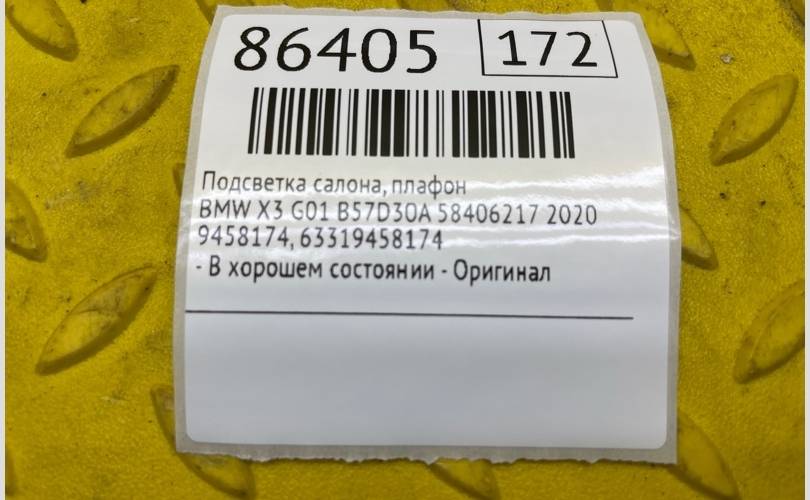 86405 172
Подсветка салона, плафон
BMW X3 G01 B57D30A 58406217 2020
9458174, 63319458174
- В хорошем состоянии - Оригинал